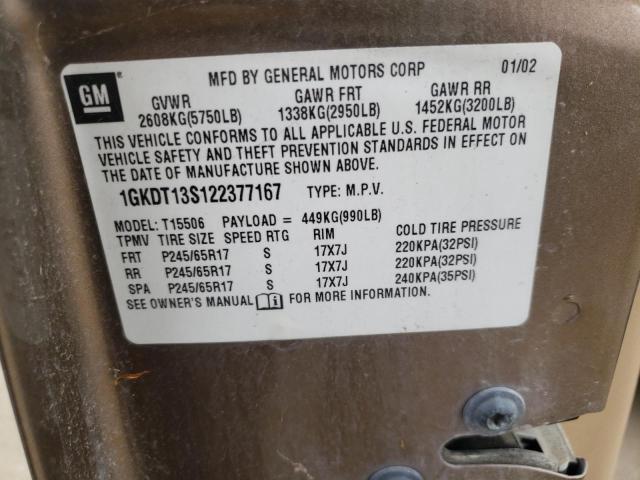 GM
MFD BY GENERAL MOTORS CORP 01/02
GVWR GAWR FRT GAWR RR
2608KG(5750LB) 1338KG(2950LB) 1452KG(3200LB)
THIS VEHICLE CONFORMS TO ALL APPLICABLE U.S. FEDERAL MOTOR
VEHICLE SAFETY AND THEFT PREVENTION STANDARDS IN EFFECT ON
THE DATE OF MANUFACTURE SHOWN ABOVE.
1GKDT13S122377167 TYPE: M.P.V.
MODEL: T15506 PAYLOAD = 449KG(990LB)
TPMV TIRE SIZE SPEED RTG RIM COLD TIRE PRESSURE
FRT P245/65R17 S 17X7J 220KPA(32PSI)
RR P245/65R17 S 17X7J 220KPA(32PSI)
SPA P245/65R17 S 17X7J 240KPA(35PSI)
SEE OWNER'S MANUAL FOR MORE INFORMATION.